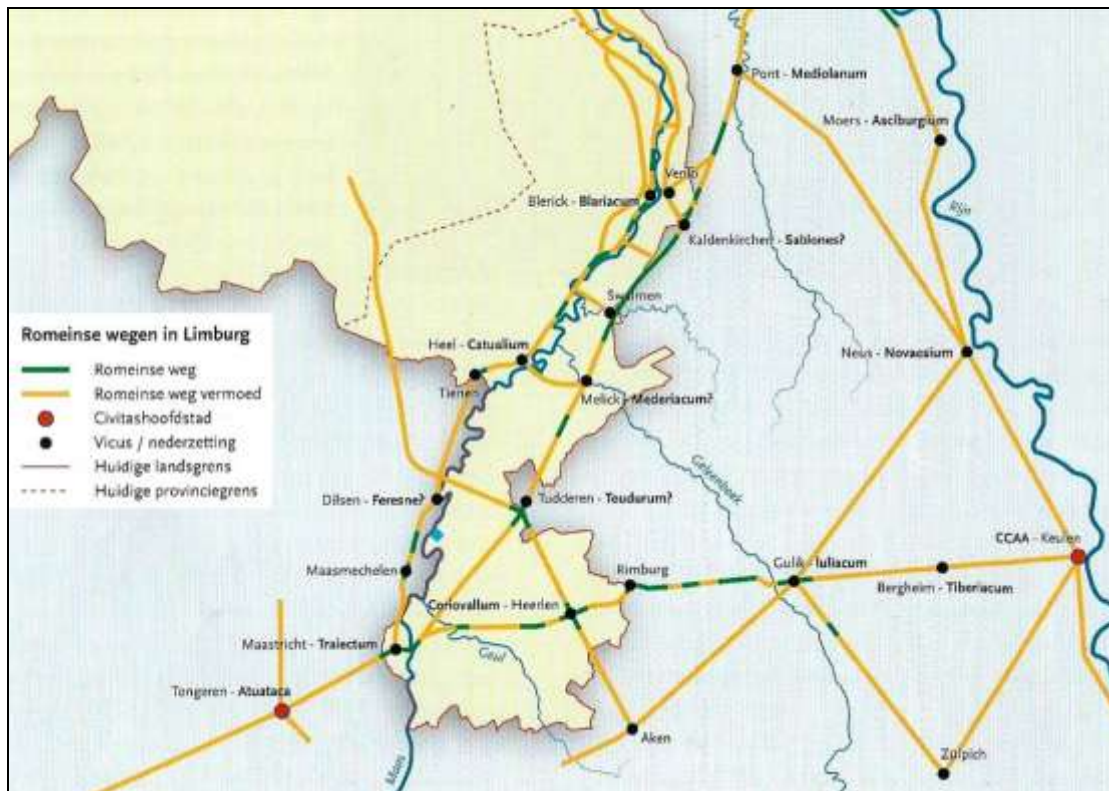 Pont - Mediolanum
Moers - Asciburgium
Venlo
Blerick - Blariacum
Rijn
Kaldenkirchen - Sablones?
Swalmen
Romeinse wegen in Limburg
Romeinse weg
Romeinse weg vermoed
Civitashoofdstad
Vicus / nederzetting
Huidige landsgrens
Huidige provinciegrens
Heel - Catualium
Neus - Novaesium
Tienen
Melick - Mederiacum?
Geleenbeek
Dilsen - Feresne?
Tudderen - Teudurum?
CCAA - Keulen
Maasmechelen
Rimburg
Gulik - Iuliacum
Bergheim - Tiberiacum
Coriovallum - Heerlen
Maastricht - Traiectum
Geul
Tongeren - Atuataca
Aken
Zülpich
Maas